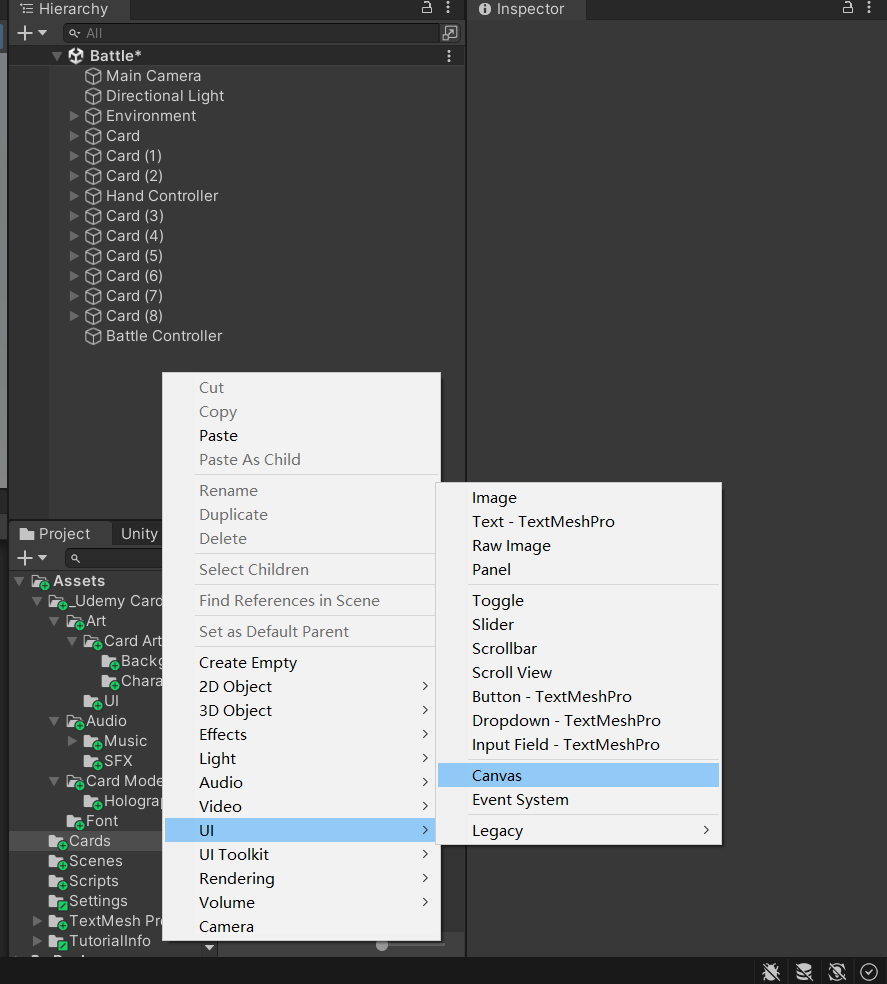 Hierarchy
Inspector
All
Battle*
Main Camera
Directional Light
Environment
Card
Card (1)
Card (2)
Hand Controller
Card (3)
Card (4)
Card (5)
Card (6)
Card (7)
Card (8)
Battle Controller
Cut
Copy
Paste
Paste As Child
Rename
Duplicate
Delete
Select Children
Find References in Scene
Set as Default Parent
Create Empty
2D Object
3D Object
Effects
Light
Audio
Video
UI
UI Toolkit
Rendering
Volume
Camera
Image
Text - TextMeshPro
Raw Image
Panel
Toggle
Slider
Scrollbar
Scroll View
Button - TextMeshPro
Dropdown - TextMeshPro
Input Field - TextMeshPro
Canvas
Event System
Legacy
Project
Unity
Assets
_Udemy Card
Art
Card Art
Backg
Chara
UI
Audio
Music
SFX
Card Mode
Hologra
Font
Cards
Scenes
Scripts
Settings
TextMesh Pro
TutorialInfo